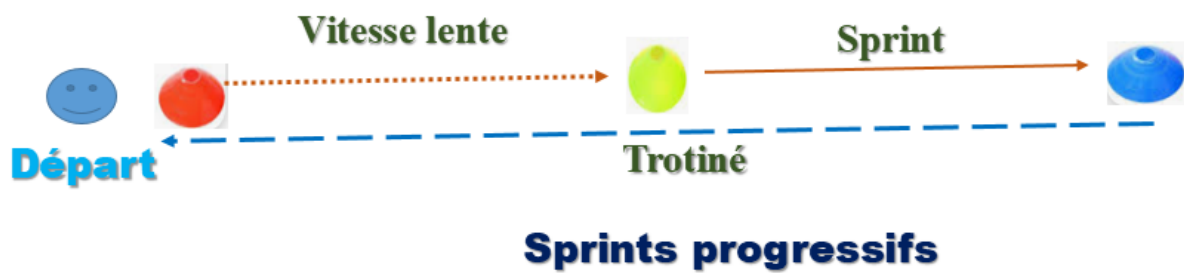 Vitesse lente
Sprint
Départ
Trotiné
Sprints progressifs